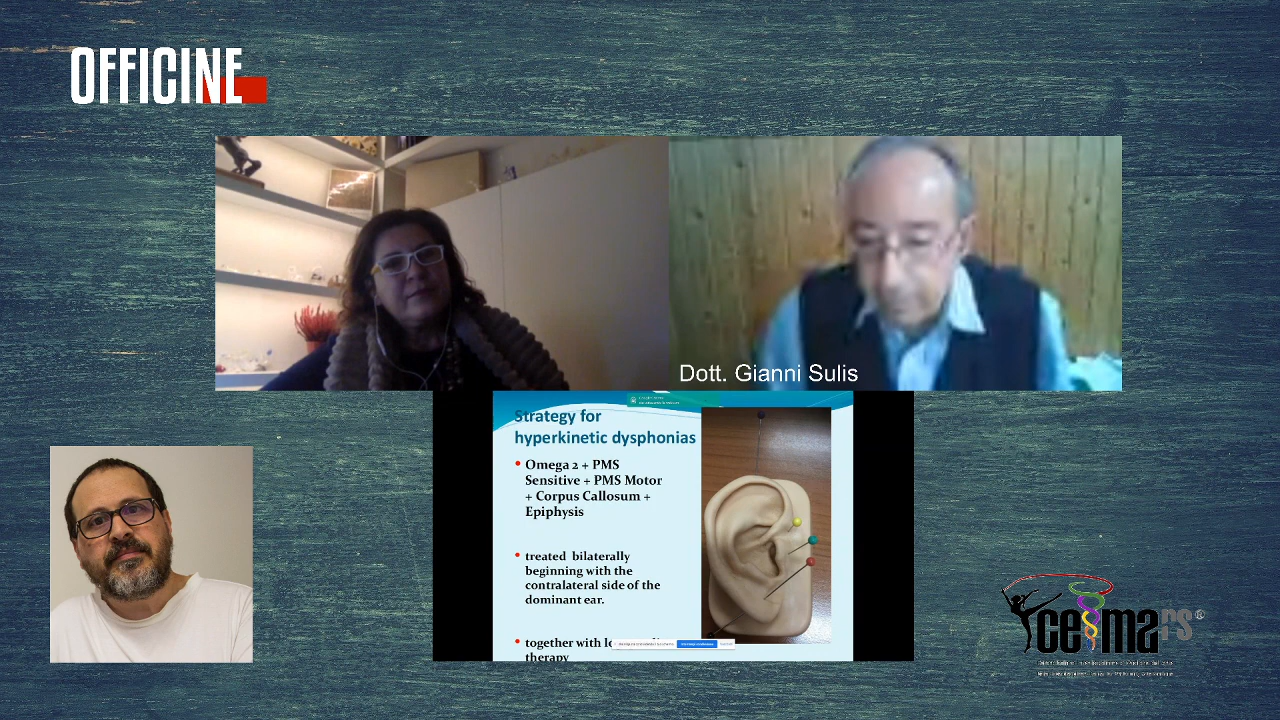 OFFICINE
Dott. Gianni Sulis
Strategy for
hyperkinetic dysphonias
• Omega 2 + PMS
Sensitive + PMS Motor
+ Corpus Callosum +
Epiphysis
• treated bilaterally
beginning with the
contralateral side of the
dominant ear.
• together with
therapy
ceimars®